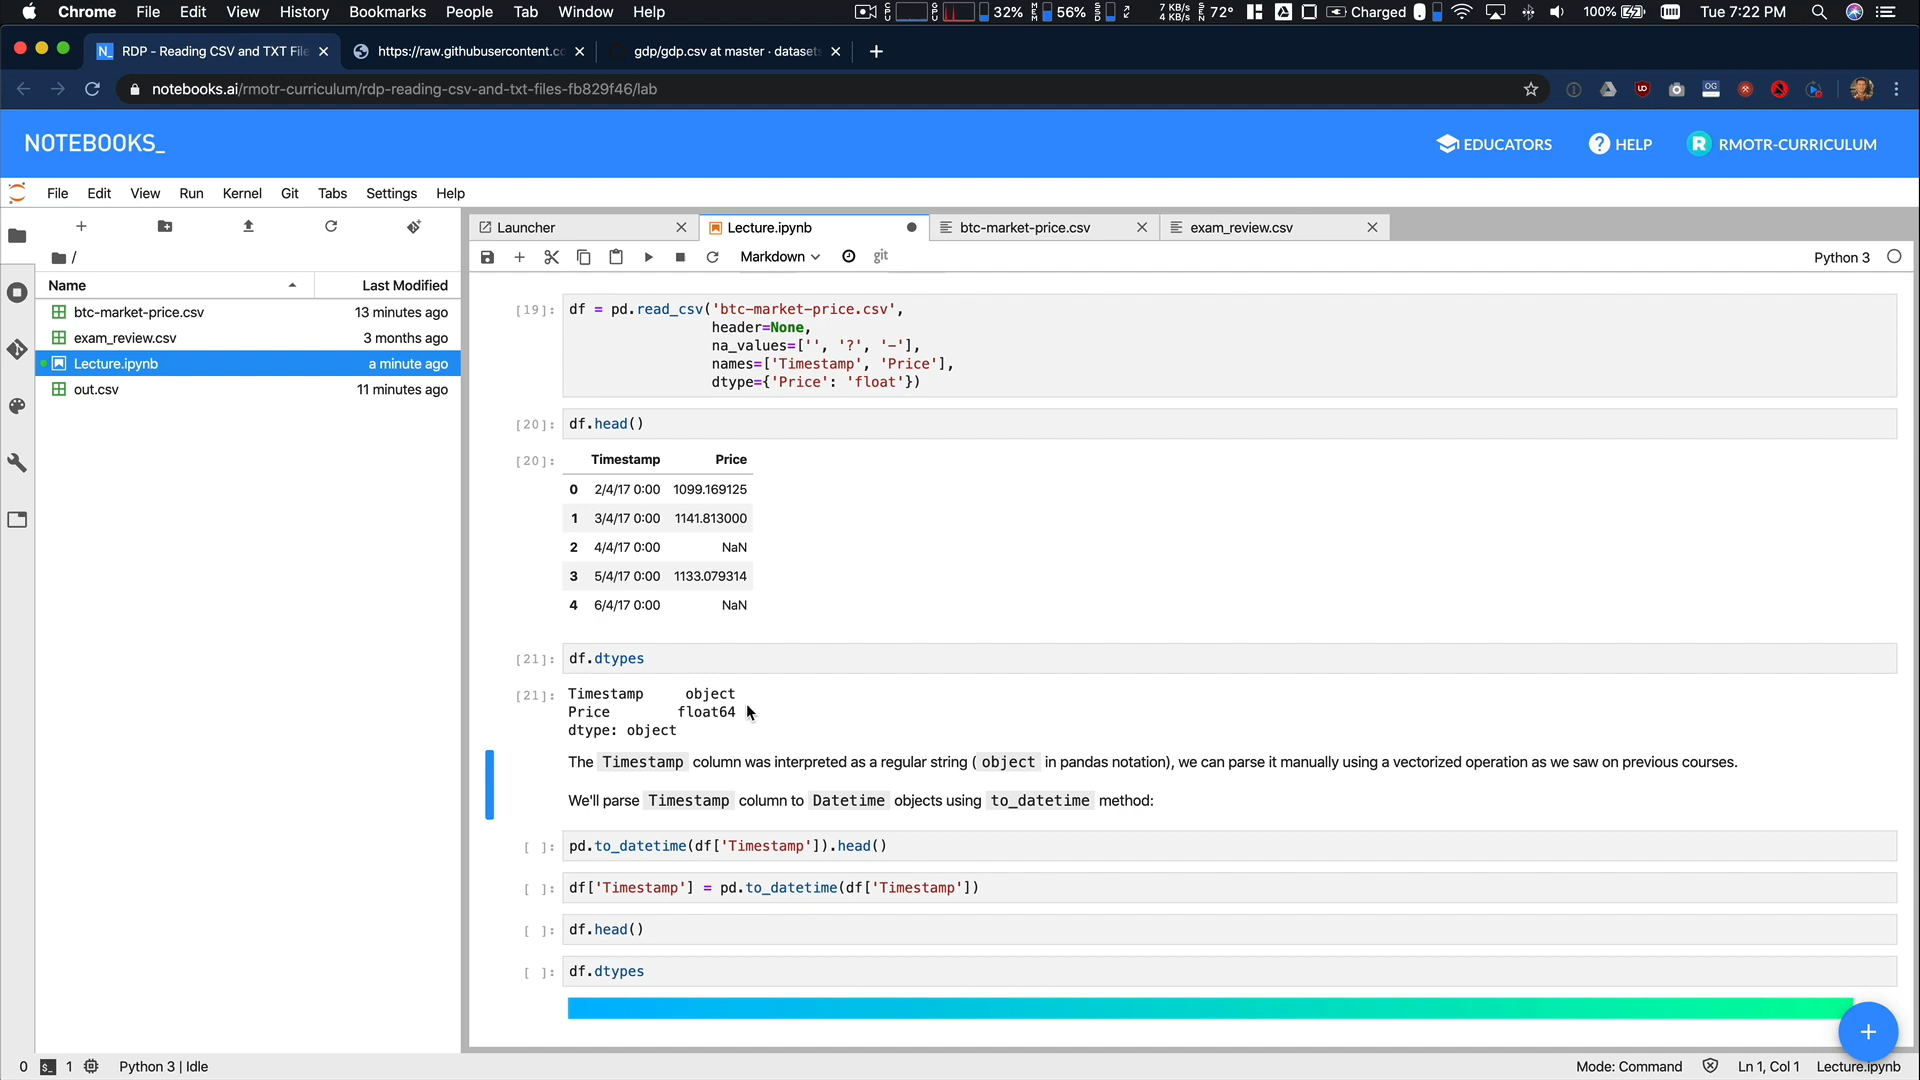 Chrome File Edit View History Bookmarks People Tab Window Help 32% 56% 7 KB/s 4 KB/s 72° Charged 100% Tue 7:22 PM
RDP - Reading CSV and TXT File https://raw.githubusercontent.co gdp/gdp.csv at master · datasets
notebooks.ai/rmotr-curriculum/rdp-reading-csv-and-txt-files-fb829f46/lab
NOTEBOOKS_ EDUCATORS ? HELP R RMOTR-CURRICULUM
File Edit View Run Kernel Git Tabs Settings Help
Launcher Lecture.ipynb btc-market-price.csv exam_review.csv
/ Markdown git Python 3
Name Last Modified
btc-market-price.csv 13 minutes ago
exam_review.csv 3 months ago
Lecture.ipynb a minute ago
out.csv 11 minutes ago
[19]: df = pd.read_csv('btc-market-price.csv',
header=None,
na_values=['', '?', '-'],
names=['Timestamp', 'Price'],
dtype={'Price': 'float'})
[20]: df.head()
[20]: Timestamp Price
0 2/4/17 0:00 1099.169125
1 3/4/17 0:00 1141.813000
2 4/4/17 0:00 NaN
3 5/4/17 0:00 1133.079314
4 6/4/17 0:00 NaN
[21]: df.dtypes
[21]: Timestamp object
Price float64
dtype: object
The Timestamp column was interpreted as a regular string ( object in pandas notation), we can parse it manually using a vectorized operation as we saw on previous courses.
We'll parse Timestamp column to Datetime objects using to_datetime method:
[ ]: pd.to_datetime(df['Timestamp']).head()
[ ]: df['Timestamp'] = pd.to_datetime(df['Timestamp'])
[ ]: df.head()
[ ]: df.dtypes
0 1 Python 3 | Idle Mode: Command Ln 1, Col 1 Lecture.ipynb